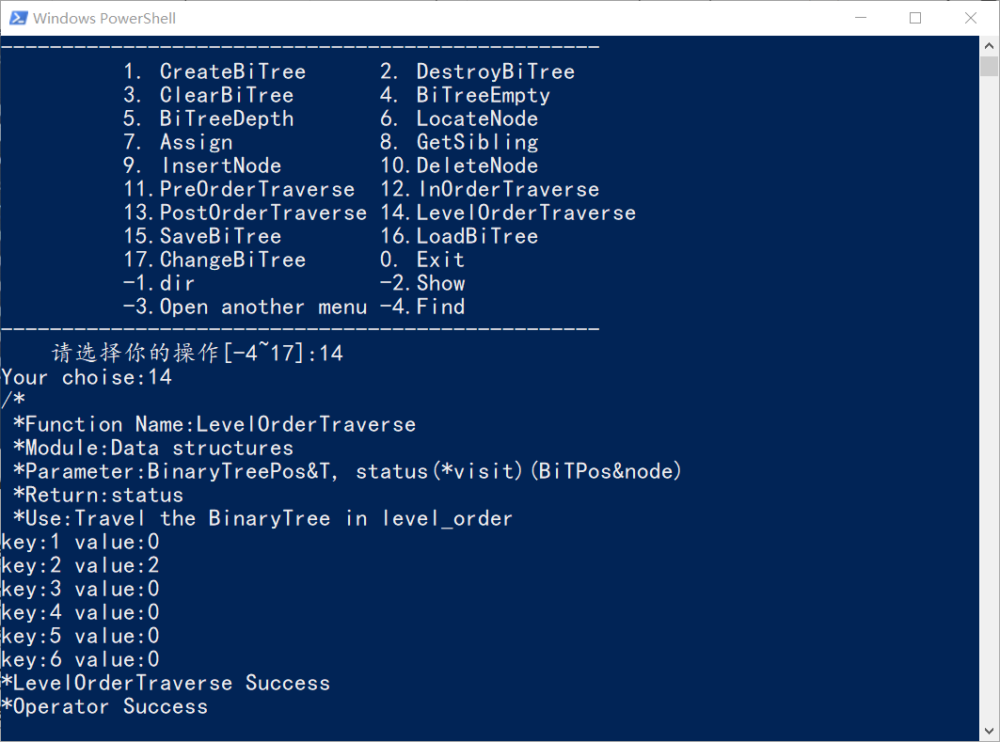 Windows PowerShell
-------------------------------------------------
1. CreateBiTree 2. DestroyBiTree
3. ClearBiTree 4. BiTreeEmpty
5. BiTreeDepth 6. LocateNode
7. Assign 8. GetSibling
9. InsertNode 10.DeleteNode
11.PreOrderTraverse 12.InOrderTraverse
13.PostOrderTraverse 14.LevelOrderTraverse
15.SaveBiTree 16.LoadBiTree
17.ChangeBiTree 0. Exit
-1.dir -2.Show
-3.Open another menu -4.Find
-------------------------------------------------
请选择你的操作[-4~17]:14
Your choise:14
/*
*Function Name:LevelOrderTraverse
*Module:Data structures
*Parameter:BinaryTreePos&T, status(*visit)(BiTPos&node)
*Return:status
*Use:Travel the BinaryTree in level_order
key:1 value:0
key:2 value:2
key:3 value:0
key:4 value:0
key:5 value:0
key:6 value:0
*LevelOrderTraverse Success
*Operator Success